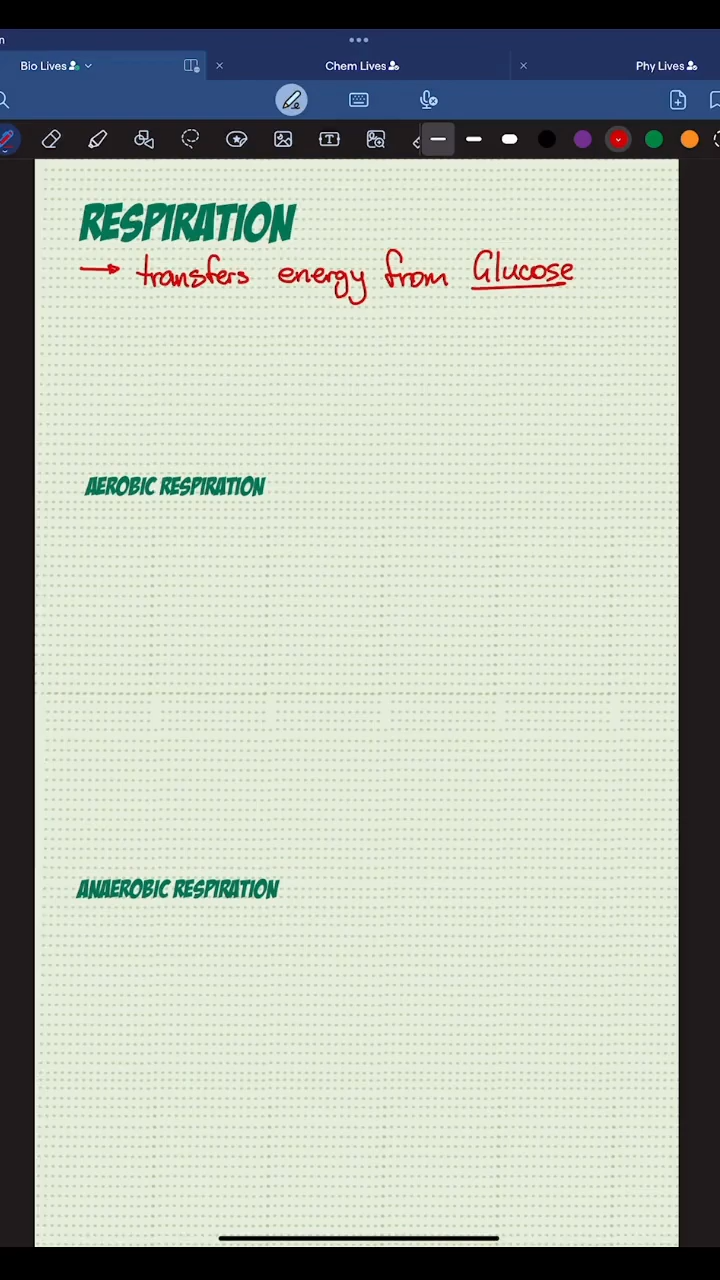 n
Bio Lives
Chem Lives
Phy Lives
RESPIRATION
→ transfers energy from Glucose
AEROBIC RESPIRATION
ANAEROBIC RESPIRATION